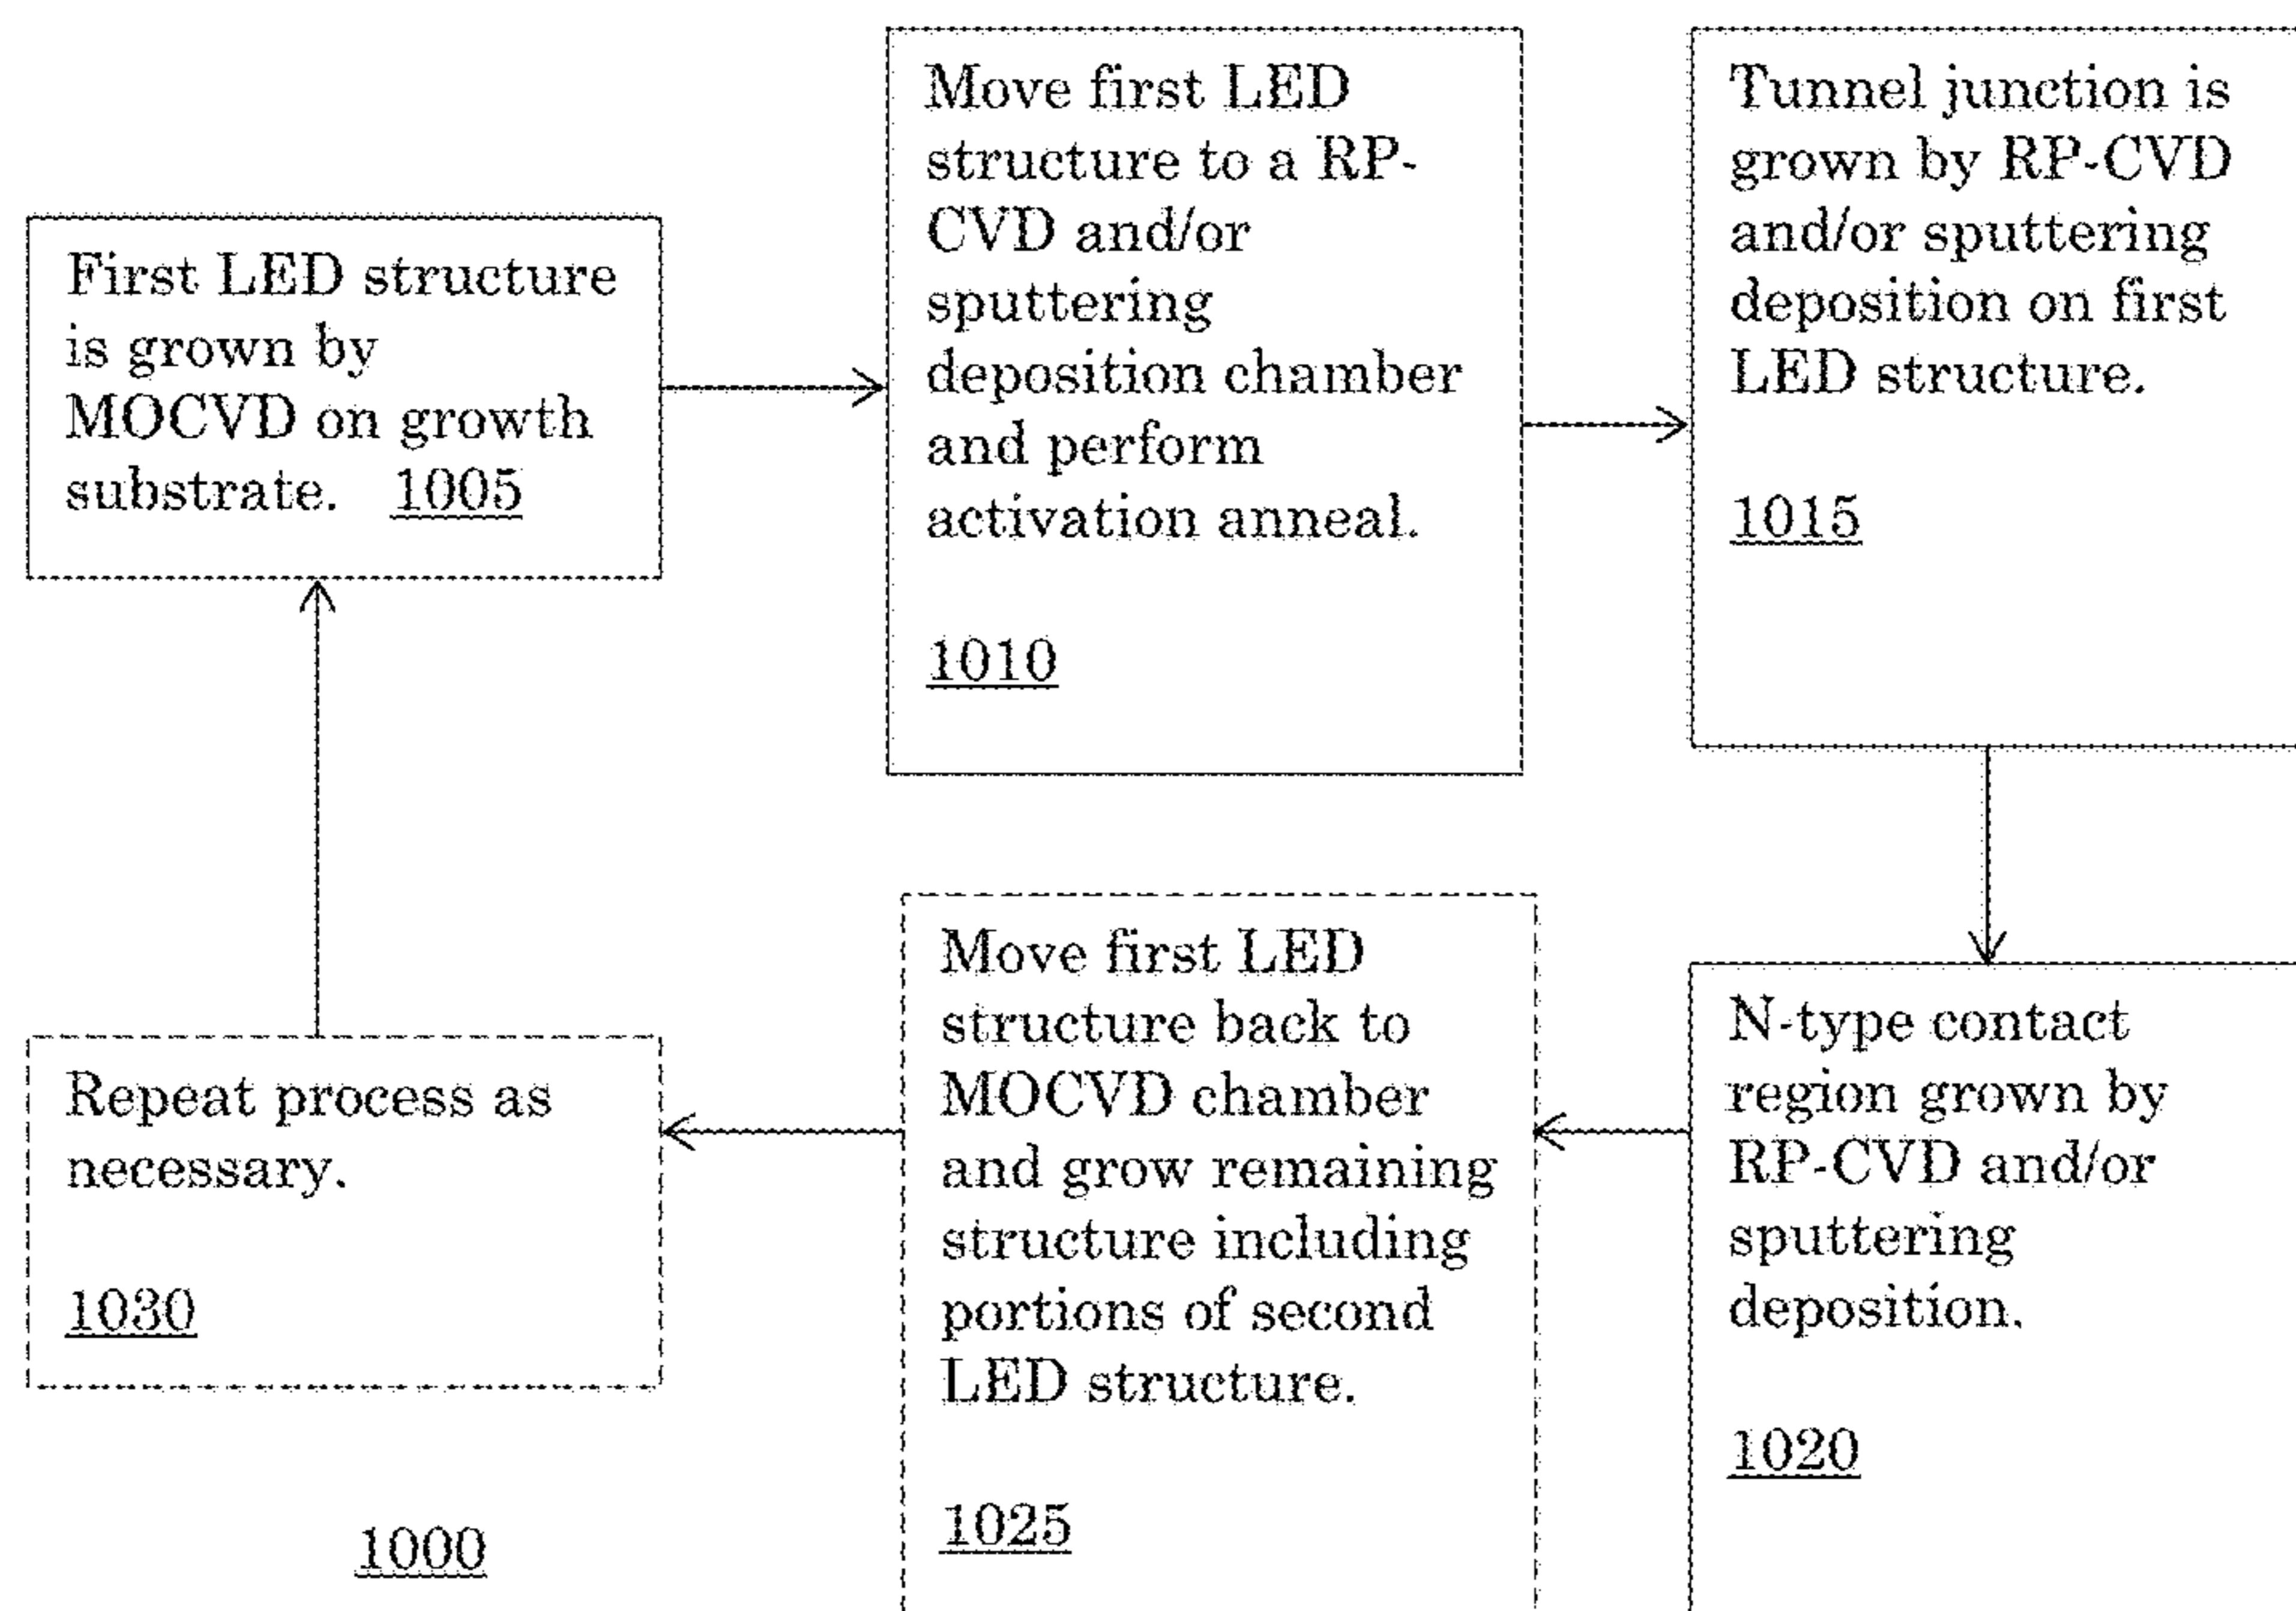 First LED structure
is grown by
MOCVD on growth
substrate. 1005
Move first LED
structure to a RP-
CVD and/or
sputtering
deposition chamber
and perform
activation anneal.
1010
Tunnel junction is
grown by RP-CVD
and/or sputtering
deposition on first
LED structure.
1015
N-type contact
region grown by
RP-CVD and/or
sputtering
deposition.
1020
Move first LED
structure back to
MOCVD chamber
and grow remaining
structure including
portions of second
LED structure.
1025
Repeat process as
necessary.
1030
1000